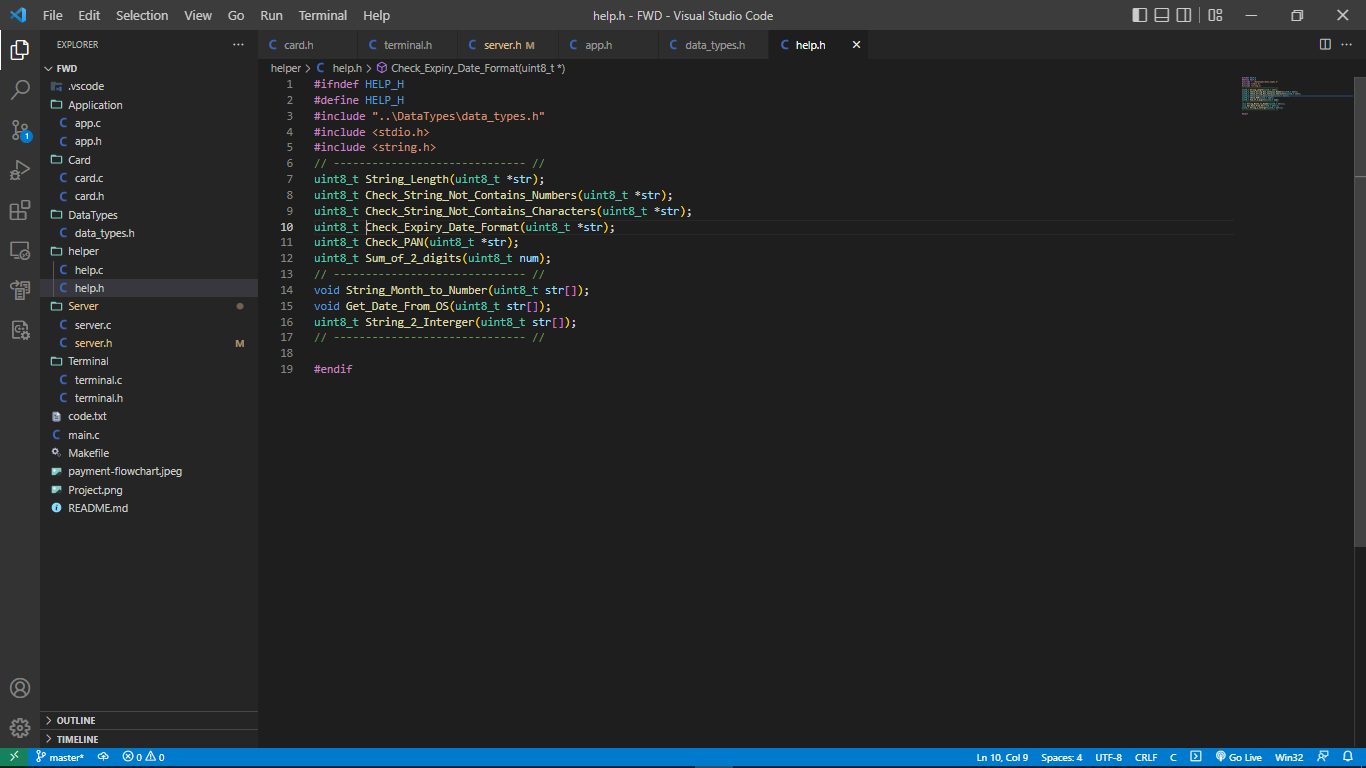 File Edit Selection View Go Run Terminal Help help.h - FWD - Visual Studio Code
EXPLORER ···
FWD
.vscode
Application
app.c
app.h
Card
card.c
card.h
DataTypes
data_types.h
helper
help.c
help.h
Server
server.c
server.h M
Terminal
terminal.c
terminal.h
code.txt
main.c
Makefile
payment-flowchart.jpeg
Project.png
README.md
OUTLINE
TIMELINE
1
card.h terminal.h server.h M app.h data_types.h help.h
helper > C help.h > Check_Expiry_Date_Format(uint8_t *)
1 #ifndef HELP_H
2 #define HELP_H
3 #include "..\DataTypes\data_types.h"
4 #include <stdio.h>
5 #include <string.h>
6 // ------------------------------ //
7 uint8_t String_Length(uint8_t *str);
8 uint8_t Check_String_Not_Contains_Numbers(uint8_t *str);
9 uint8_t Check_String_Not_Contains_Characters(uint8_t *str);
10 uint8_t Check_Expiry_Date_Format(uint8_t *str);
11 uint8_t Check_PAN(uint8_t *str);
12 uint8_t Sum_of_2_digits(uint8_t num);
13 // ------------------------------ //
14 void String_Month_to_Number(uint8_t str[]);
15 void Get_Date_From_OS(uint8_t str[]);
16 uint8_t String_2_Interger(uint8_t str[]);
17 // ------------------------------ //
18
19 #endif
master* 0 0 Ln 10, Col 9 Spaces: 4 UTF-8 CRLF C Go Live Win32